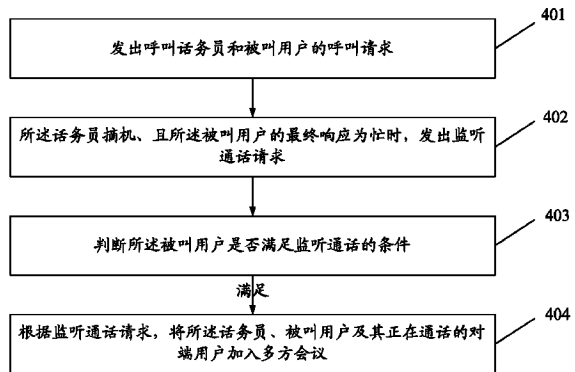 401
发出呼叫话务员和被叫用户的呼叫请求
402
所述话务员摘机、且所述被叫用户的最终响应为忙时，发出监听
通话请求
403
判断所述被叫用户是否满足监听通话的条件
满足
404
根据监听通话请求，将所述话务员、被叫用户及其正在通话的对
端用户加入多方会议